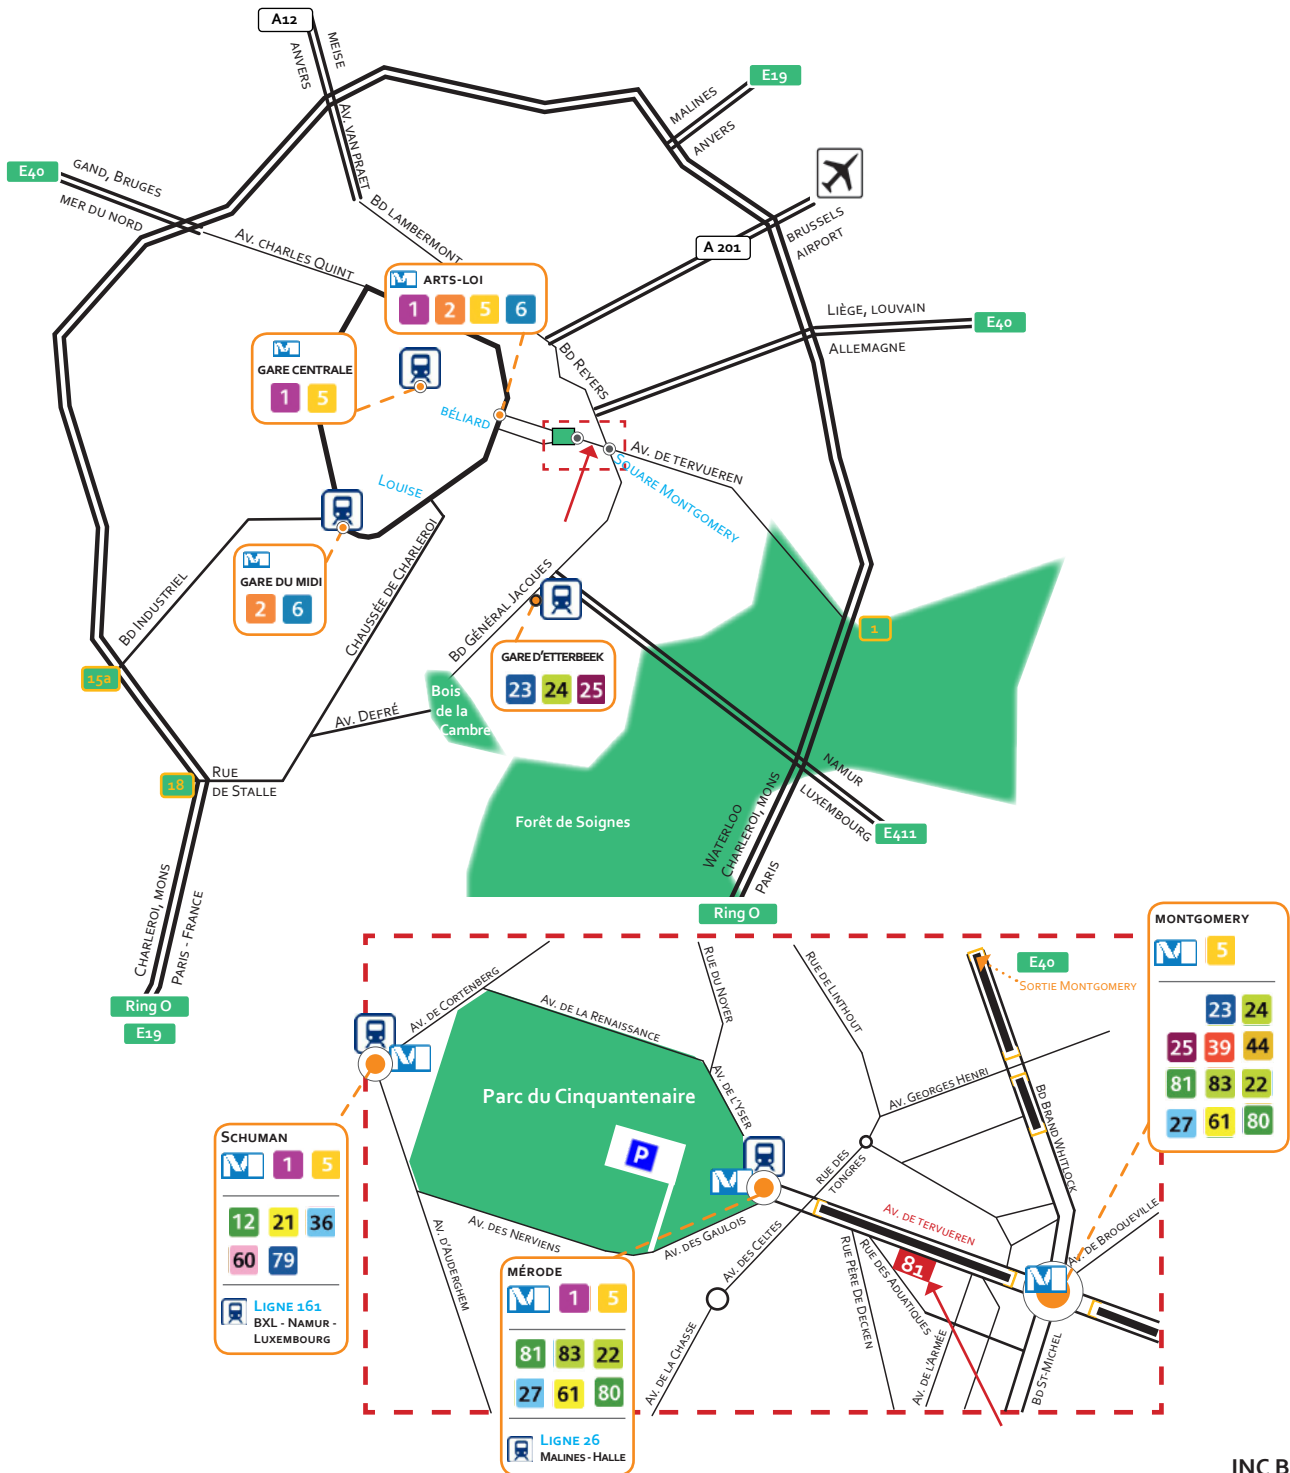 A12
MEISE
ANVERS
E19
MALINES
ANVERS
AV. VAN PRAET
E40
GAND, BRUGES
MER DU NORD
BD LAMBERMONT
AV. CHARLES QUINT
A 201
BRUSSELS
AIRPORT
ARTS-LOI
1 2 5 6
LIÈGE, LOUVAIN
E40
ALLEMAGNE
GARE CENTRALE
1 5
BD REYERS
BÉLIARD
AV. DE TERVUEREN
SQUARE MONTGOMERY
LOUISE
GARE DU MIDI
2 6
BD INDUSTRIEL
CHAUSSÉE DE CHARLEROI
BD GÉNÉRAL JACQUES
1
GARE D'ETTERBEEK
23 24 25
15a
Bois
de la
Cambre
AV. DEFRÉ
18
RUE
DE STALLE
NAMUR
LUXEMBOURG
E411
Forêt de Soignes
WATERLOO
CHARLEROI, MONS
PARIS
Ring O
CHARLEROI, MONS
PARIS - FRANCE
Ring O
E19
MONTGOMERY
5
23 24
25 39 44
81 83 22
27 61 80
E40
SORTIE MONTGOMERY
AV. DE CORTENBERG
AV. DE LA RENAISSANCE
RUE DU NOYER
RUE DE LINTHOUT
AV. DE L'YSER
AV. GEORGES HENRI
BD BRAND WHITLOCK
Parc du Cinquantenaire
P
SCHUMAN
1 5
12 21 36
60 79
LIGNE 161
BXL - NAMUR -
LUXEMBOURG
RUE DES
TONGRES
AV. DE TERVUEREN
AV. DE BROQUEVILLE
AV. D'AUDERGHEM
AV. DES NERVIENS
AV. DES GAULOIS
AV. DES CELTES
81
RUE PÈRE DE DECKEN
RUE DES ADUATIQUES
AV. DE L'ARMÉE
AV. DE LA CHASSE
BD ST-MICHEL
MÉRODE
1 5
81 83 22
27 61 80
LIGNE 26
MALINES - HALLE
INC B